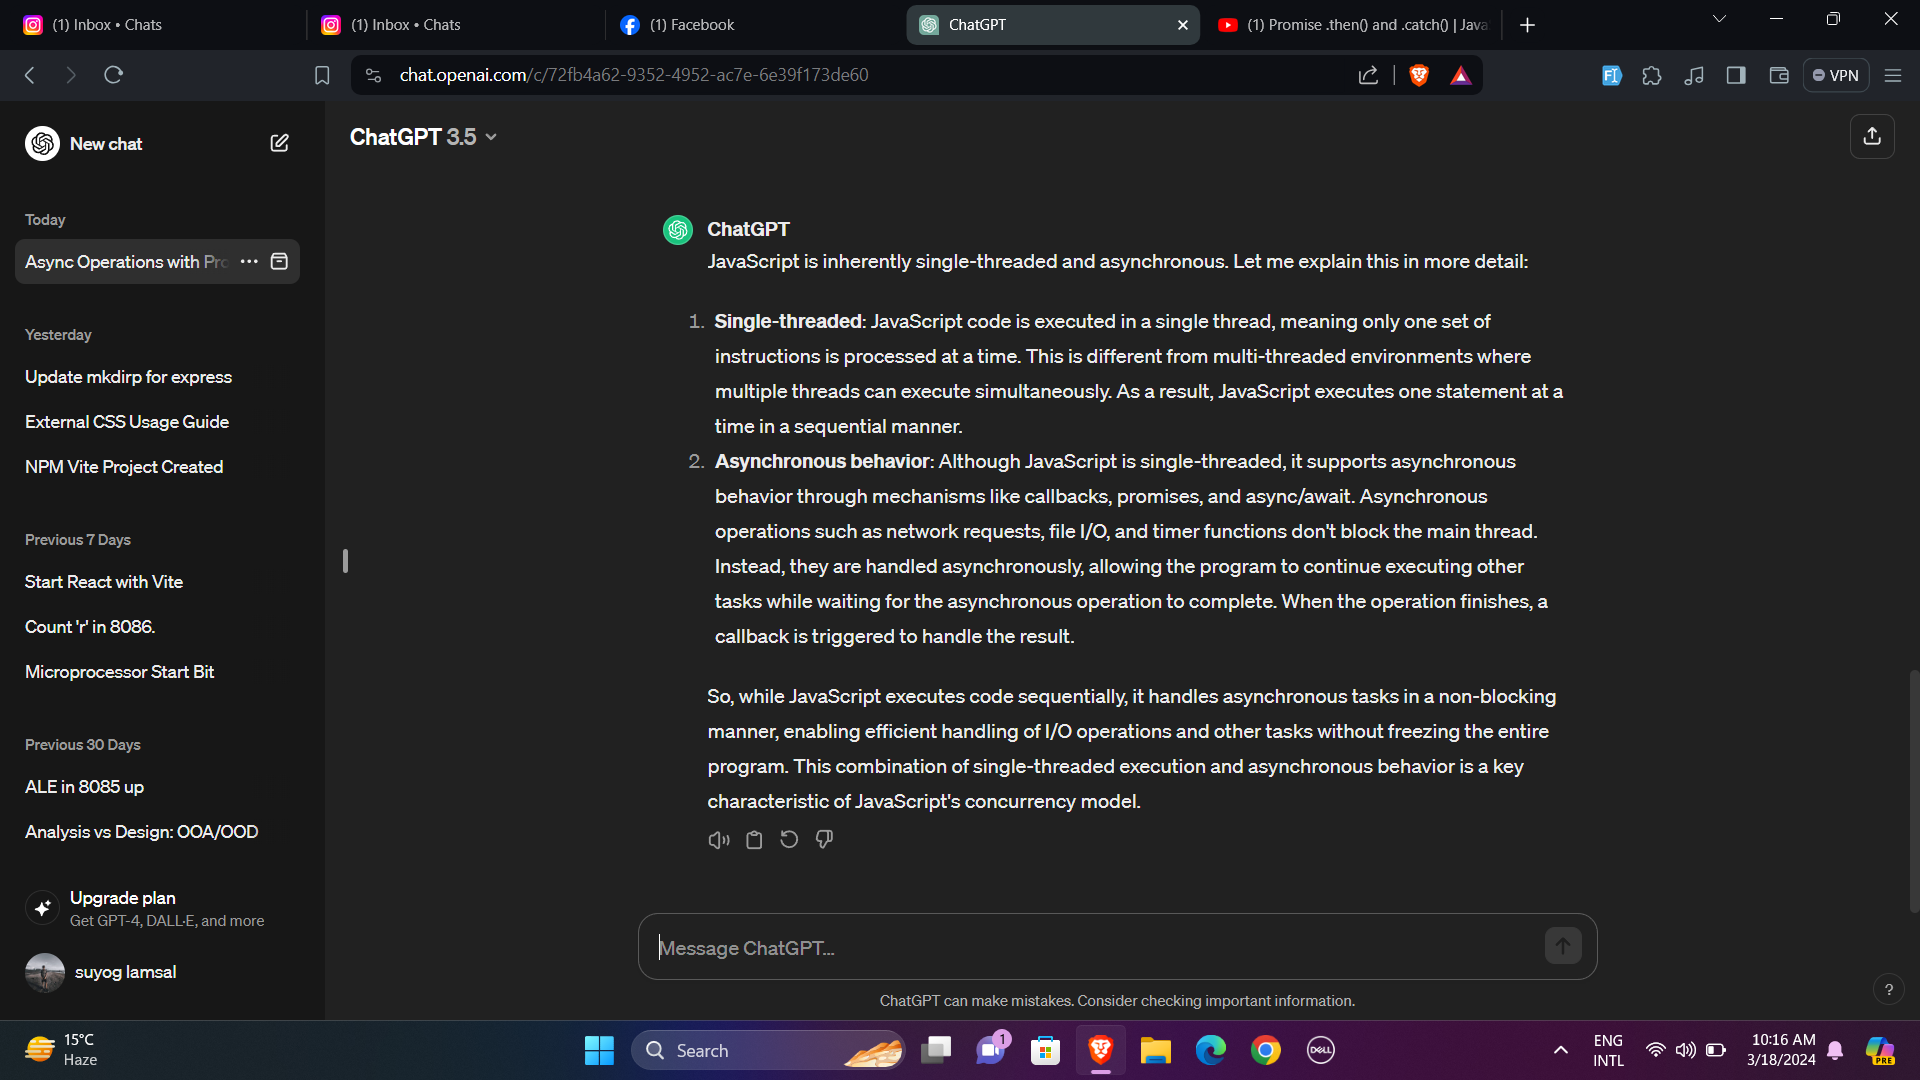 (1) Inbox • Chats
(1) Inbox • Chats
(1) Facebook
ChatGPT
(1) Promise .then() and .catch() | Java
chat.openai.com/c/72fb4a62-9352-4952-ac7e-6e39f173de60
VPN
New chat
ChatGPT 3.5
Today
Async Operations with Pro
Yesterday
Update mkdirp for express
External CSS Usage Guide
NPM Vite Project Created
Previous 7 Days
Start React with Vite
Count 'r' in 8086.
Microprocessor Start Bit
Previous 30 Days
ALE in 8085 up
Analysis vs Design: OOA/OOD
Upgrade plan
Get GPT-4, DALL·E, and more
suyog lamsal
ChatGPT
JavaScript is inherently single-threaded and asynchronous. Let me explain this in more detail:
1. Single-threaded: JavaScript code is executed in a single thread, meaning only one set of
instructions is processed at a time. This is different from multi-threaded environments where
multiple threads can execute simultaneously. As a result, JavaScript executes one statement at a
time in a sequential manner.
2. Asynchronous behavior: Although JavaScript is single-threaded, it supports asynchronous
behavior through mechanisms like callbacks, promises, and async/await. Asynchronous
operations such as network requests, file I/O, and timer functions don't block the main thread.
Instead, they are handled asynchronously, allowing the program to continue executing other
tasks while waiting for the asynchronous operation to complete. When the operation finishes, a
callback is triggered to handle the result.
So, while JavaScript executes code sequentially, it handles asynchronous tasks in a non-blocking
manner, enabling efficient handling of I/O operations and other tasks without freezing the entire
program. This combination of single-threaded execution and asynchronous behavior is a key
characteristic of JavaScript's concurrency model.
Message ChatGPT...
ChatGPT can make mistakes. Consider checking important information.
?
15°C
Haze
Search
1
DELL
ENG
INTL
10:16 AM
3/18/2024
PRE